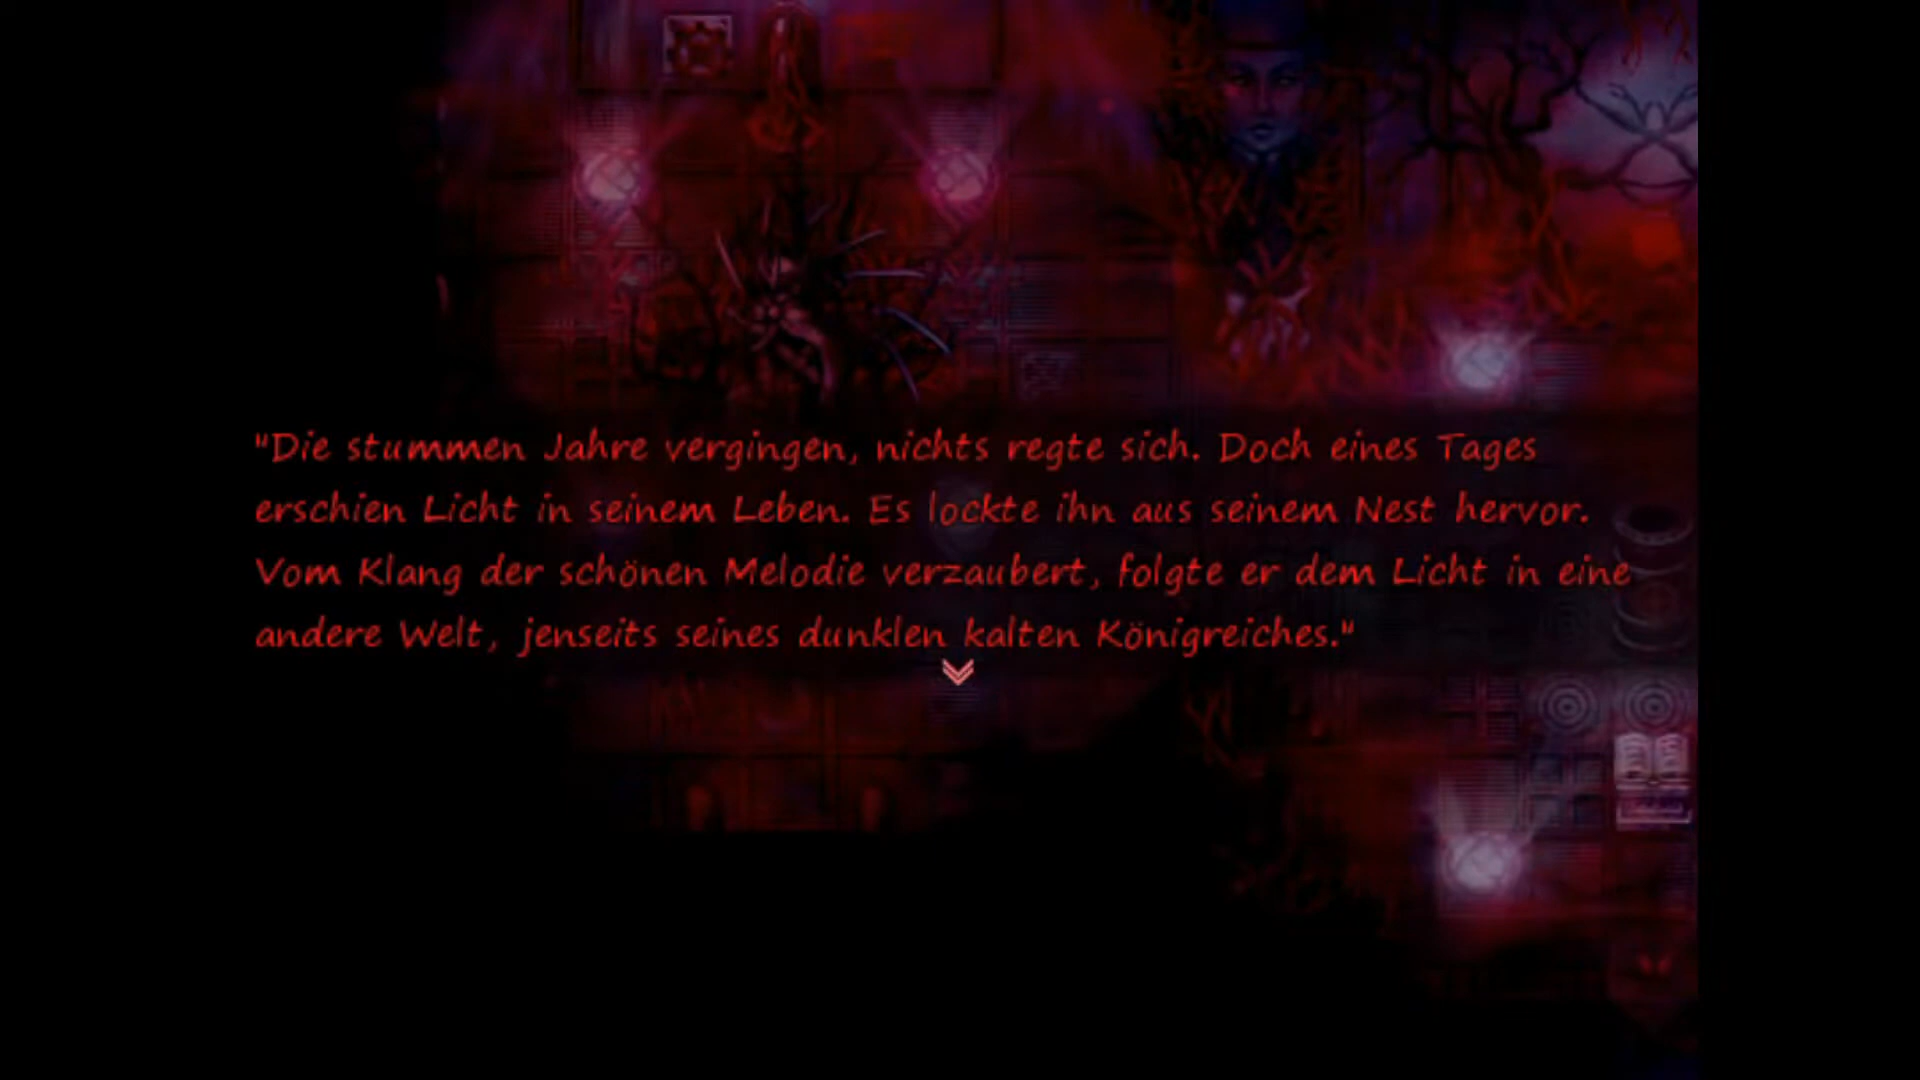 "Die stummen Jahre vergingen, nichts regte sich. Doch eines Tages
erschien Licht in seinem Leben. Es lockte ihn aus seinem Nest hervor.
Vom Klang der schönen Melodie verzaubert, folgte er dem Licht in eine
andere Welt, jenseits seines dunklen kalten Königreiches."